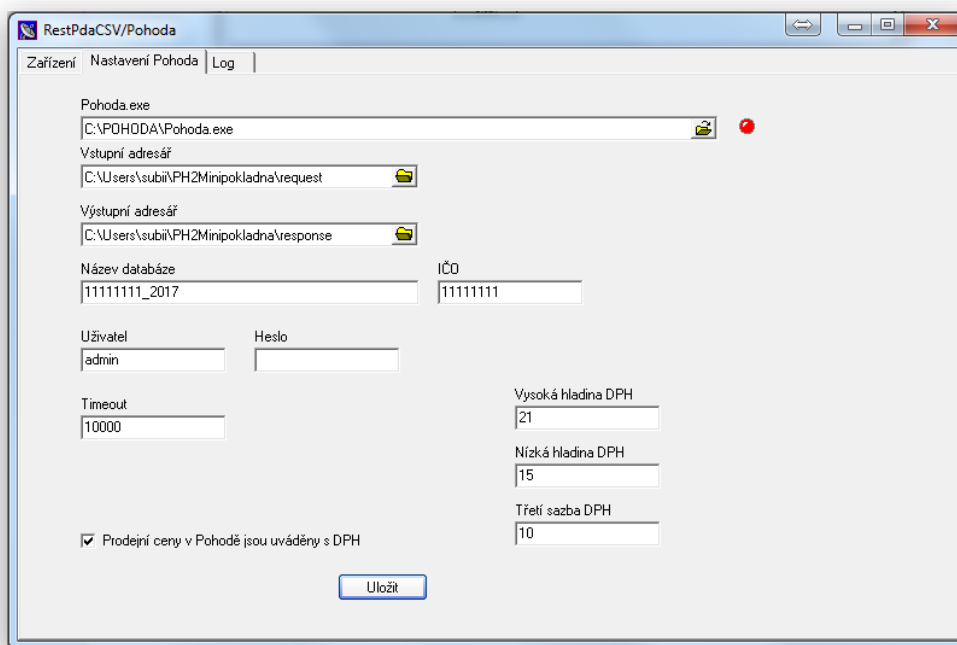 RestPdaCSV/Pohoda
Zařízení Nastavení Pohoda Log
Pohoda.exe
C:\POHODA\Pohoda.exe
Vstupní adresář
C:\Users\subii\PH2Minipokladna\request
Výstupní adresář
C:\Users\subii\PH2Minipokladna\response
Název databáze IČO
11111111_2017 11111111
Uživatel Heslo
admin
Timeout Vysoká hladina DPH
10000 21
Nízká hladina DPH
15
Třetí sazba DPH
10
Prodejní ceny v Pohodě jsou uváděny s DPH
Uložit